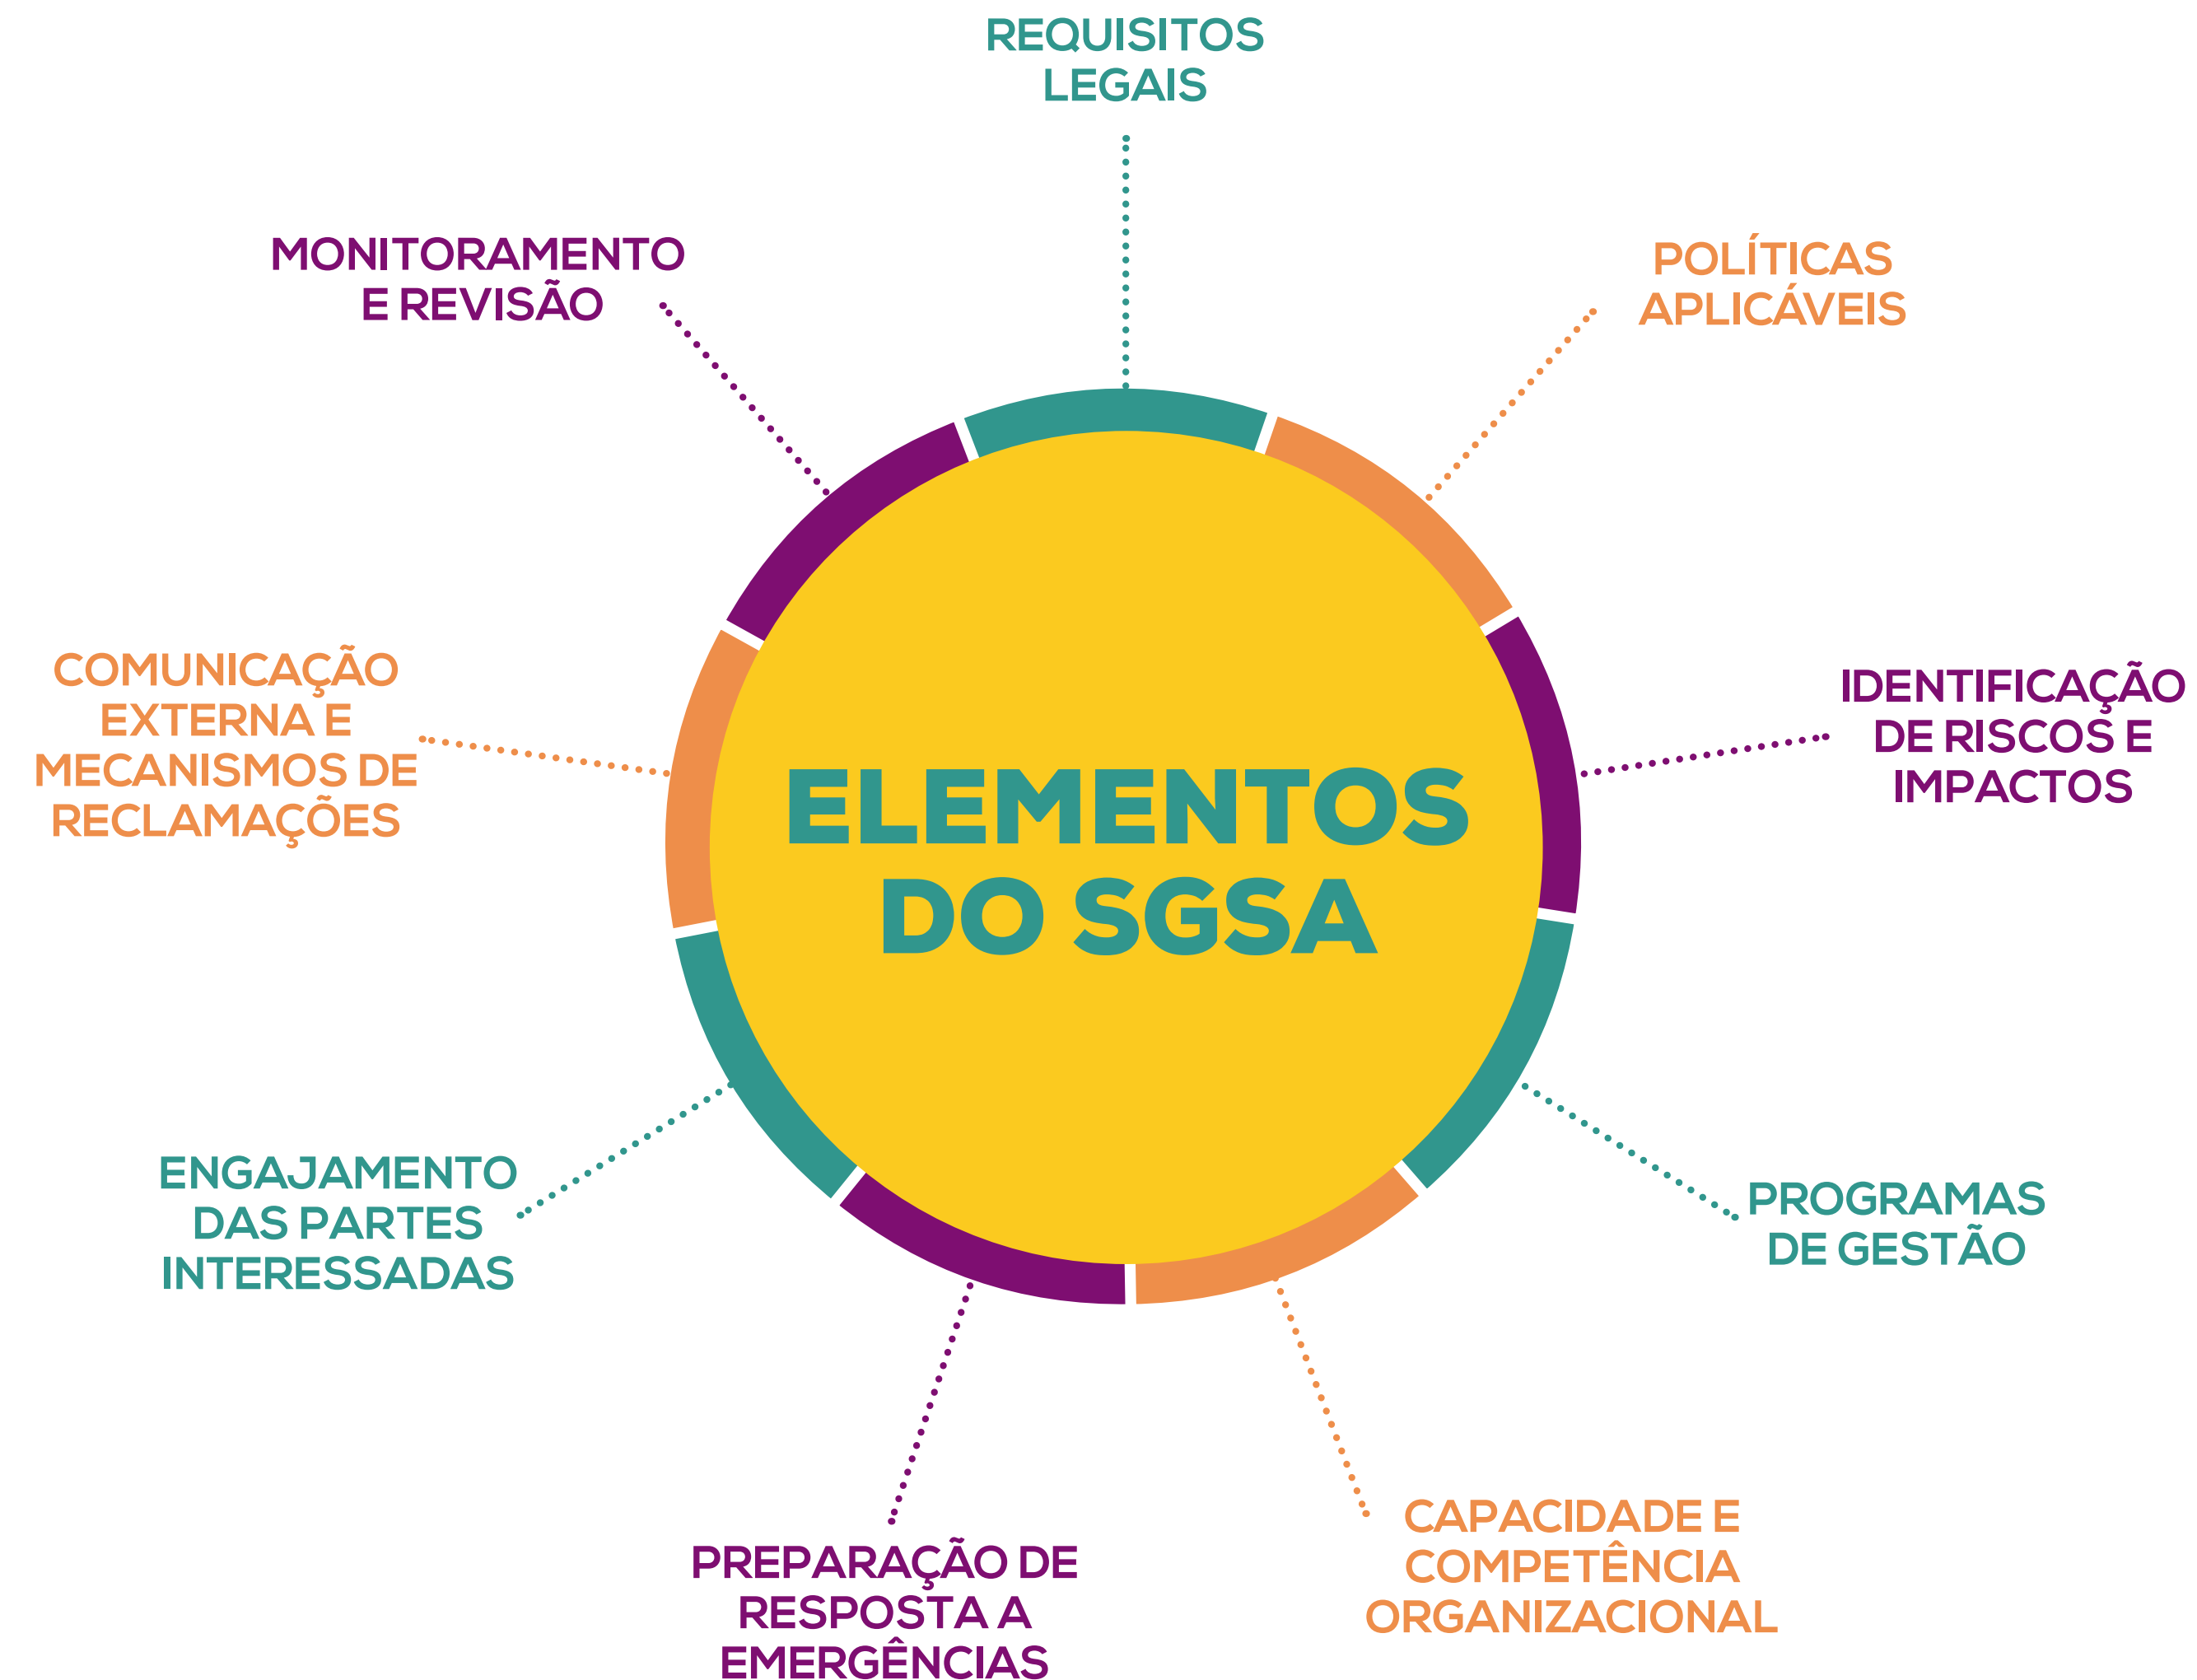 REQUISITOS
LEGAIS
POLÍTICAS
APLICÁVEIS
IDENTIFICAÇÃO
DE RISCOS E
IMPACTOS
PROGRAMAS
DE GESTÃO
CAPACIDADE E
COMPETÊNCIA
ORGANIZACIONAL
PREPARAÇÃO DE
RESPOSTA A
EMERGÊNCIAS
ENGAJAMENTO
DAS PARTES
INTERESSADAS
COMUNICAÇÃO
EXTERNA E
MECANISMOS DE
RECLAMAÇÕES
MONITORAMENTO
E REVISÃO
ELEMENTOS
DO SGSA